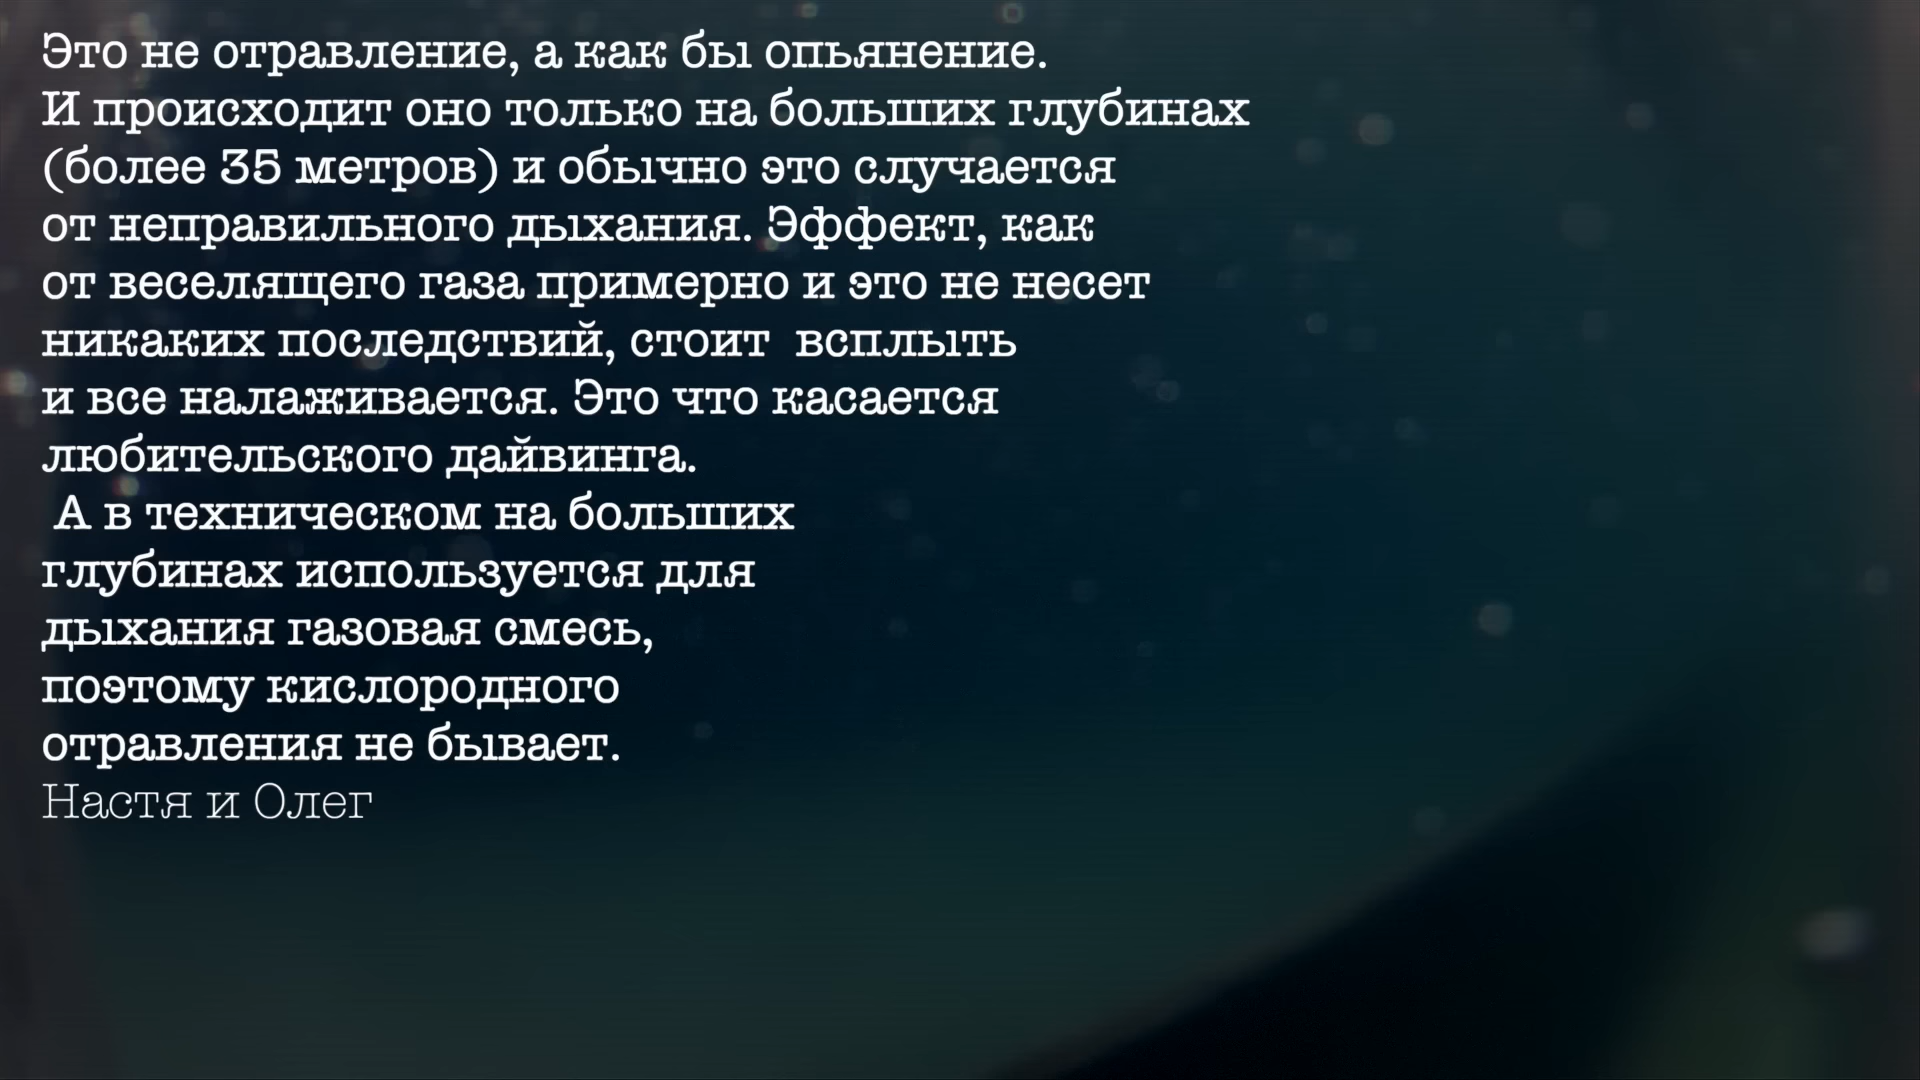 Это не отравление, а как бы опьянение.
И происходит оно только на больших глубинах
(более 35 метров) и обычно это случается
от неправильного дыхания. Эффект, как
от веселящего газа примерно и это не несет
никаких последствий, стоит  всплыть
и все налаживается. Это что касается
любительского дайвинга.
А в техническом на больших
глубинах используется для
дыхания газовая смесь,
поэтому кислородного
отравления не бывает.
Настя и Олег